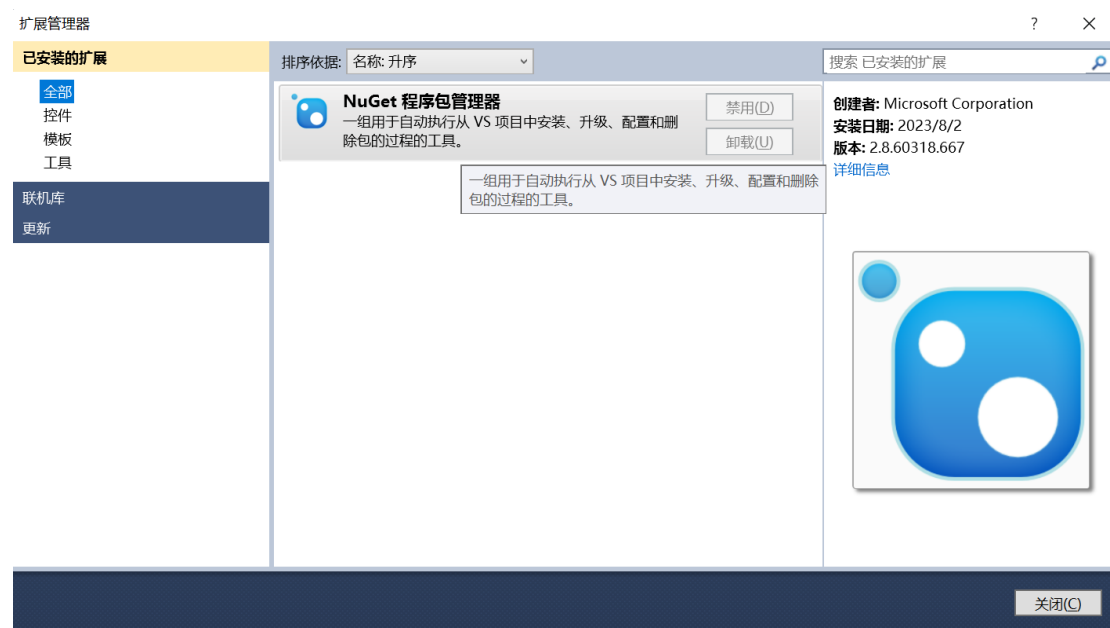 扩展管理器
?
已安装的扩展
全部
控件
模板
工具
联机库
更新
排序依据: 名称: 升序
NuGet 程序包管理器
一组用于自动执行从 VS 项目中安装、升级、配置和删
除包的过程的工具。
禁用(D)
卸载(U)
一组用于自动执行从 VS 项目中安装、升级、配置和删除
包的过程的工具。
搜索 已安装的扩展
创建者: Microsoft Corporation
安装日期: 2023/8/2
版本: 2.8.60318.667
详细信息
关闭(C)